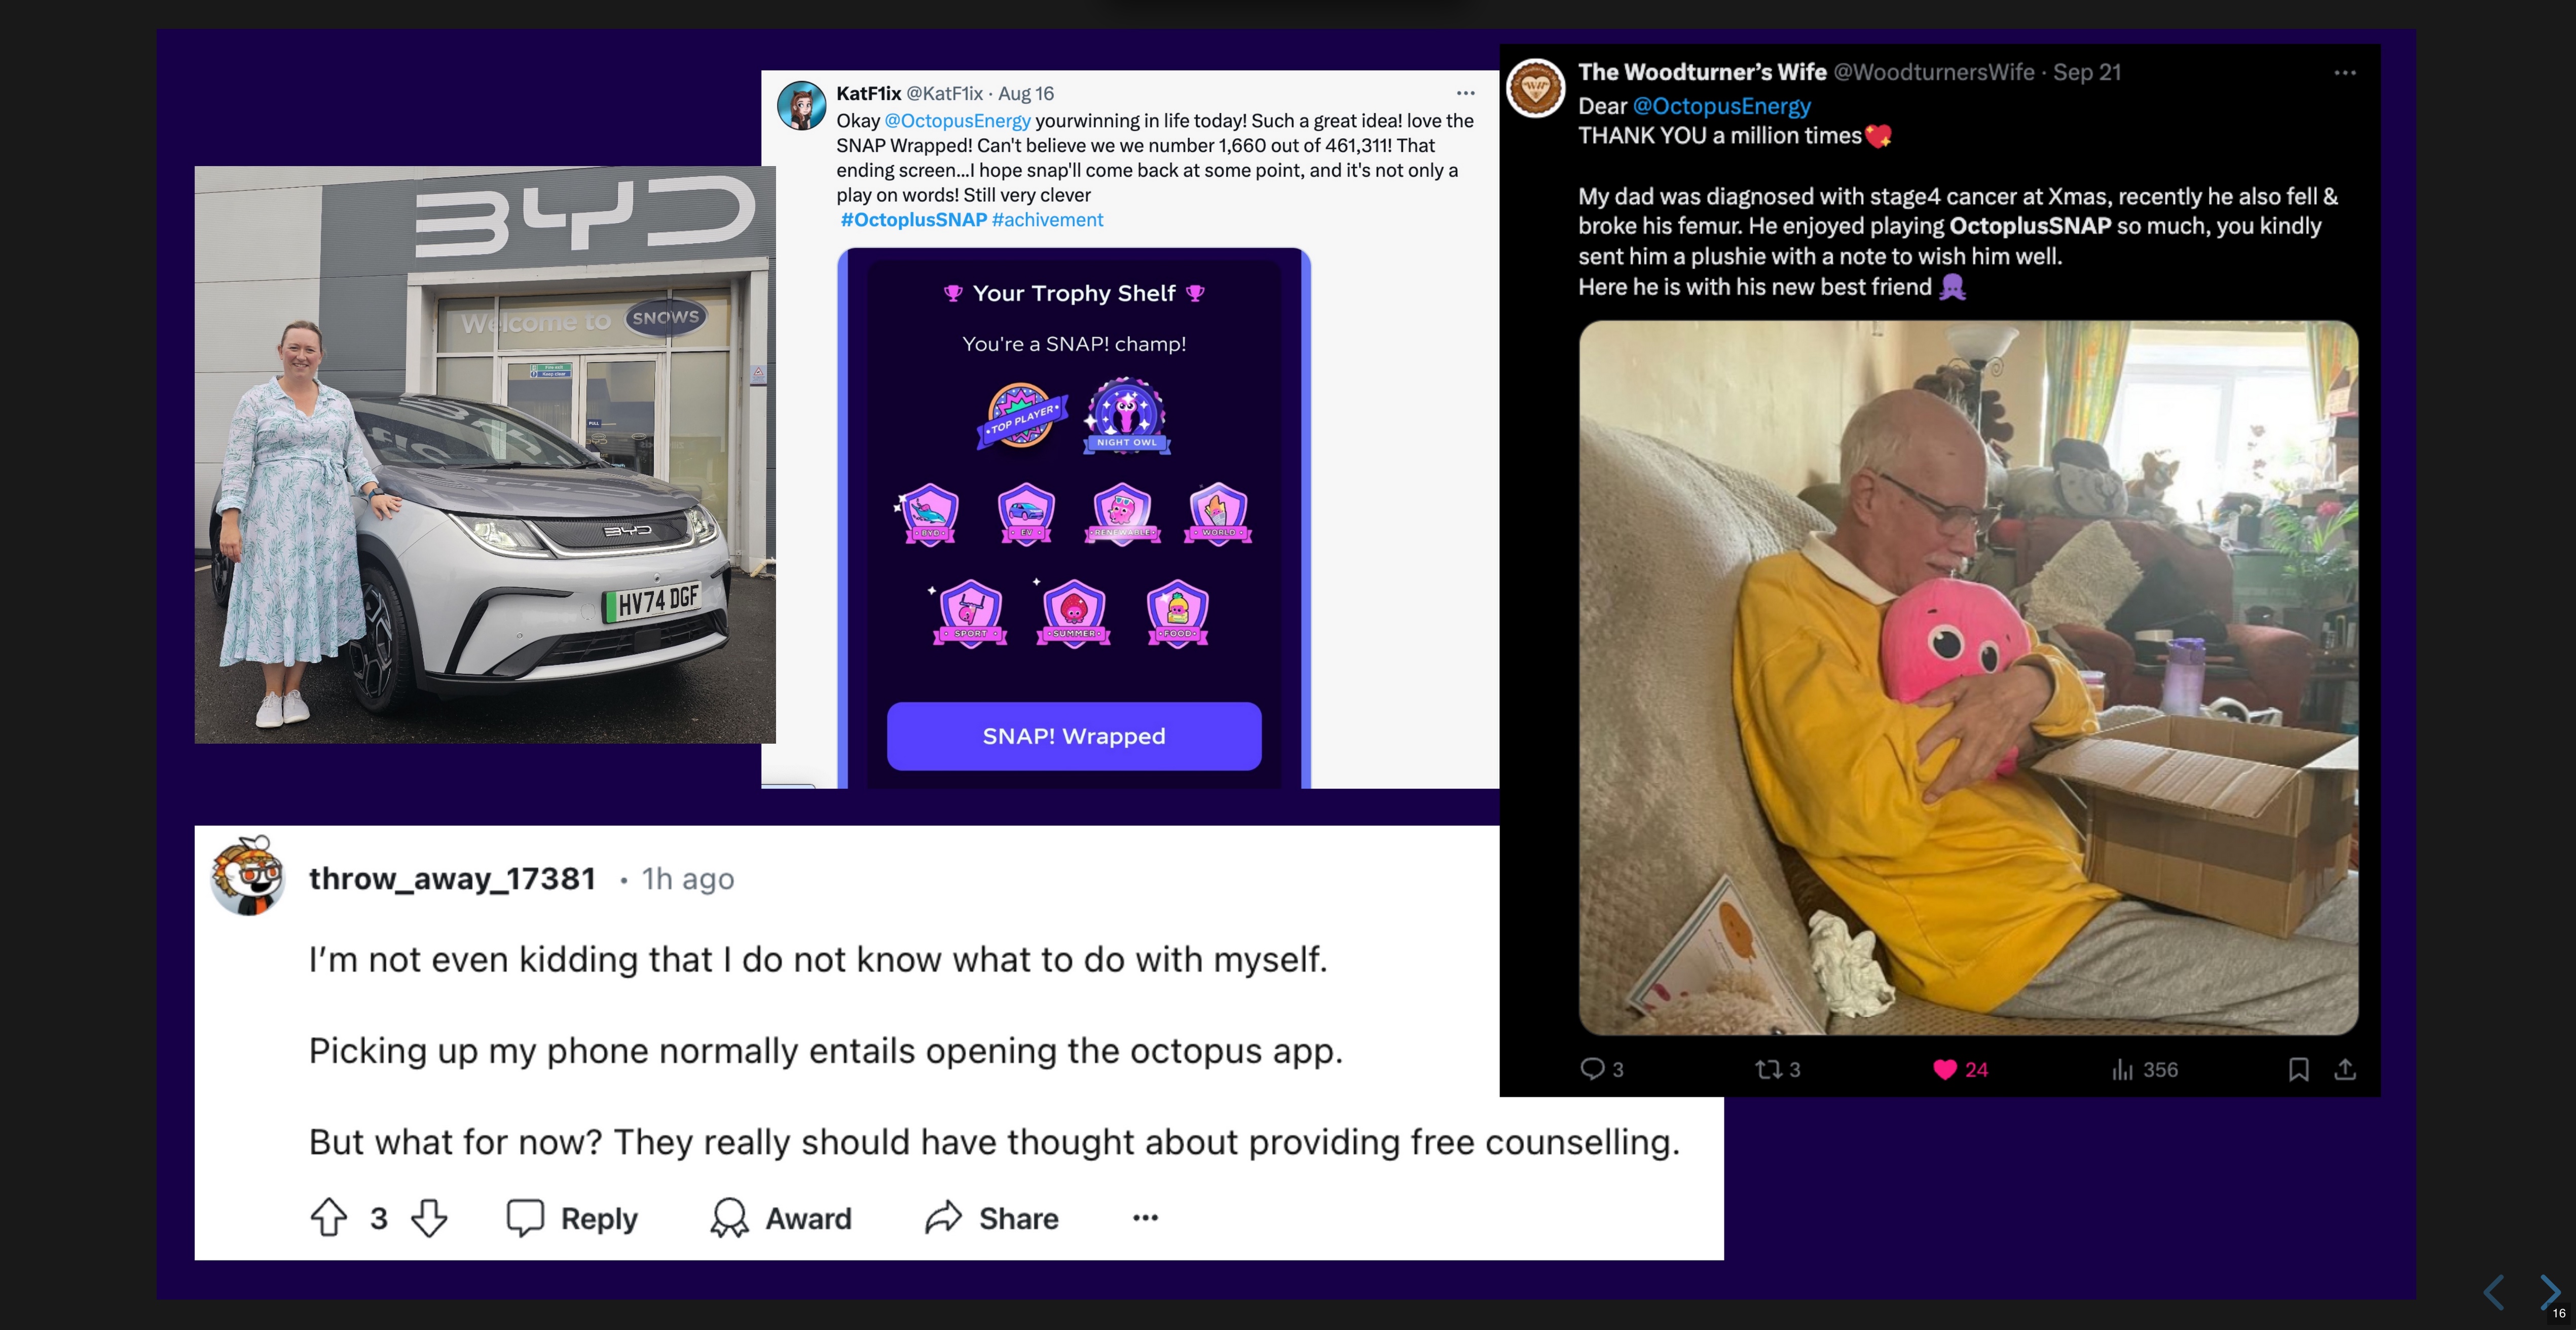 BYD
Welcome to SNOWS
PULL
BYD
HV74 DGF
KatF1ix @KatF1ix · Aug 16
Okay @OctopusEnergy yourwinning in life today! Such a great idea! love the
SNAP Wrapped! Can't believe we we number 1,660 out of 461,311! That
ending screen...I hope snap'll come back at some point, and it's not only a
play on words! Still very clever
#OctoplusSNAP #achivement
🏆 Your Trophy Shelf 🏆
You're a SNAP! champ!
TOP PLAYER
NIGHT OWL
BYD
EV
RENEWABLE
WORLD
SPORT
SUMMER
FOOD
SNAP! Wrapped
The Woodturner's Wife @WoodturnersWife · Sep 21
Dear @OctopusEnergy
THANK YOU a million times💖
My dad was diagnosed with stage4 cancer at Xmas, recently he also fell &
broke his femur. He enjoyed playing OctoplusSNAP so much, you kindly
sent him a plushie with a note to wish him well.
Here he is with his new best friend 🐙
3 3 24 356
throw_away_17381 · 1h ago
I'm not even kidding that I do not know what to do with myself.
Picking up my phone normally entails opening the octopus app.
But what for now? They really should have thought about providing free counselling.
3 Reply Award Share ...
16